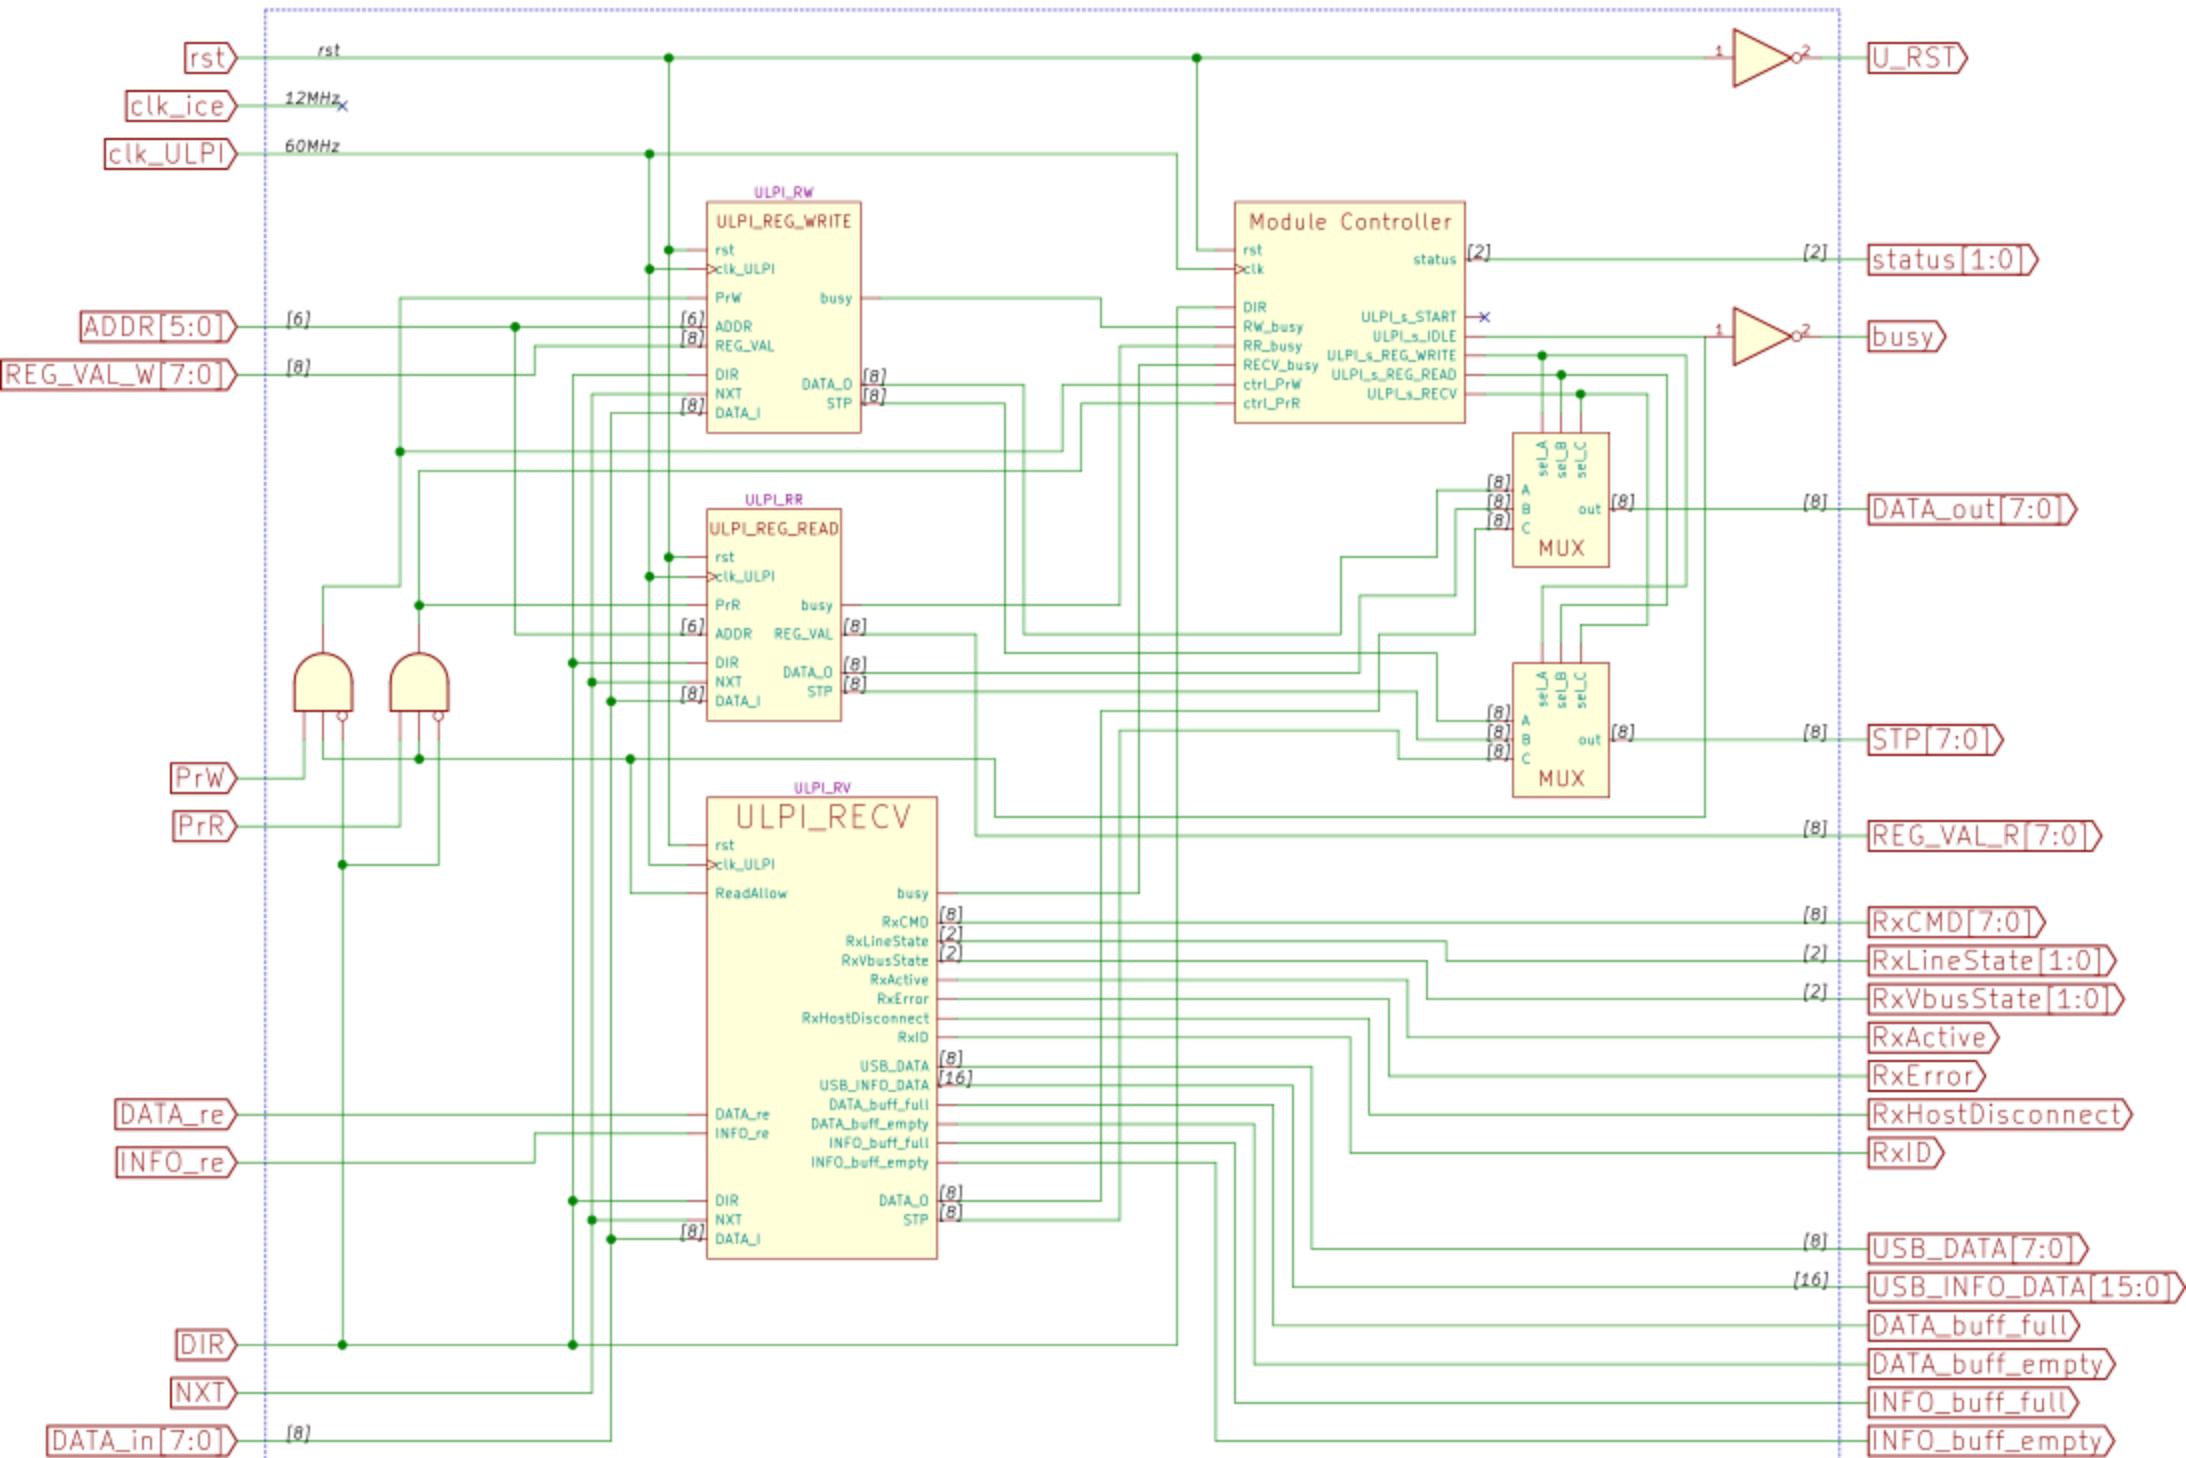 rst
rst
1
2
U_RST
clk_ice
12MHz
clk_ULPI
60MHz
ULPI_RW
ULPI_REG_WRITE
rst
clk_ULPI
PrW
busy
[6]
ADDR
[8]
REG_VAL
DIR
NXT
[8]
DATA_I
DATA_O
[8]
STP
[8]
ADDR[5:0]
[6]
REG_VAL_W[7:0]
[8]
Module Controller
rst
clk
DIR
RW_busy
RR_busy
RECV_busy
ctrl_PrW
ctrl_PrR
status
[2]
ULPI_s_START
ULPI_s_IDLE
ULPI_s_REG_WRITE
ULPI_s_REG_READ
ULPI_s_RECV
[2]
status[1:0]
1
2
busy
sel_A
sel_B
sel_C
[8]
A
[8]
B
[8]
C
out
[8]
MUX
[8]
DATA_out[7:0]
ULPI_RR
ULPI_REG_READ
rst
clk_ULPI
PrR
busy
[6]
ADDR
REG_VAL
[8]
DIR
NXT
[8]
DATA_I
DATA_O
[8]
STP
[8]
sel_A
sel_B
sel_C
[8]
A
[8]
B
[8]
C
out
[8]
MUX
[8]
STP[7:0]
PrW
PrR
[8]
REG_VAL_R[7:0]
ULPI_RV
ULPI_RECV
rst
clk_ULPI
ReadAllow
busy
RxCMD
[8]
RxLineState
[2]
RxVbusState
[2]
RxActive
RxError
RxHostDisconnect
RxID
USB_DATA
[8]
USB_INFO_DATA
[16]
DATA_buff_full
DATA_buff_empty
INFO_buff_full
INFO_buff_empty
DATA_re
INFO_re
DIR
NXT
[8]
DATA_I
DATA_O
[8]
STP
[8]
[8]
RxCMD[7:0]
[2]
RxLineState[1:0]
[2]
RxVbusState[1:0]
RxActive
RxError
RxHostDisconnect
RxID
DATA_re
INFO_re
[8]
USB_DATA[7:0]
[16]
USB_INFO_DATA[15:0]
DATA_buff_full
DATA_buff_empty
INFO_buff_full
INFO_buff_empty
DIR
NXT
DATA_in[7:0]
[8]